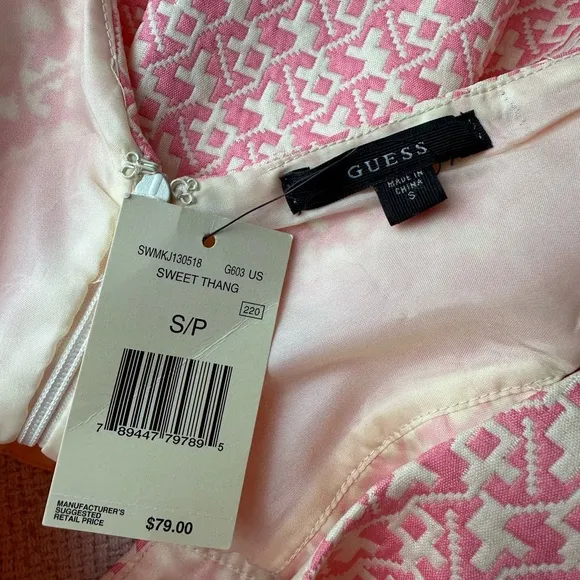 GUESS
MADE IN
CHINA
S
SWMKJ130518 G603 US
SWEET THANG
220
S/P
7 89447 79789 5
MANUFACTURER'S
SUGGESTED
RETAIL PRICE
$79.00